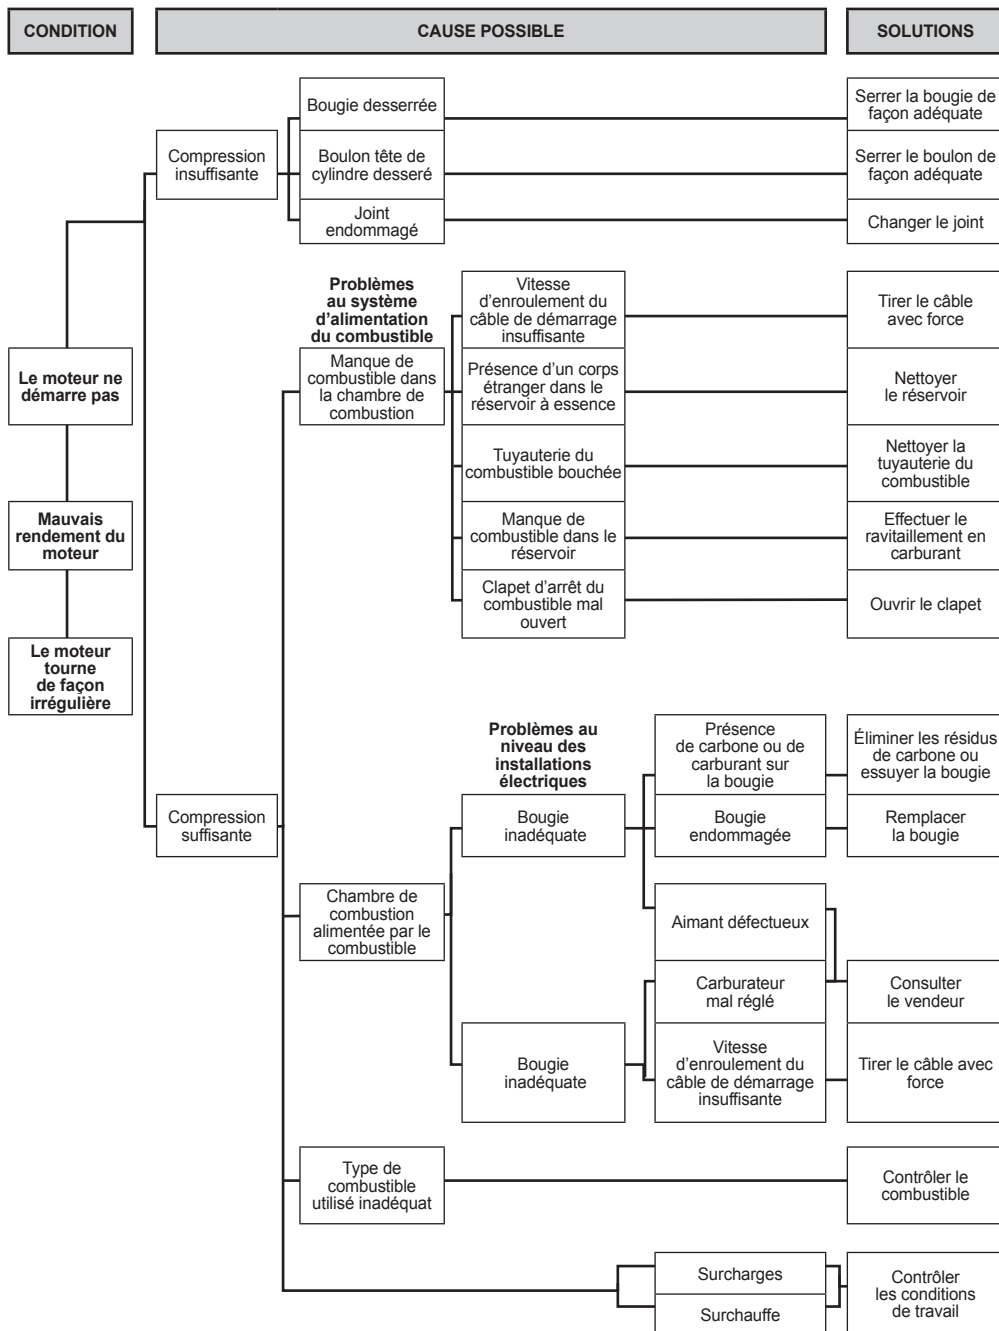 CONDITION
CAUSE POSSIBLE
SOLUTIONS
Bougie desserrée
Serrer la bougie de
façon adéquate
Compression
insuffisante
Boulon tête de
cylindre desseré
Serrer le boulon de
façon adéquate
Joint
endommagé
Changer le joint
Problèmes
au système
d'alimentation
du combustible
Vitesse
d'enroulement du
câble de démarrage
insuffisante
Tirer le câble
avec force
Le moteur ne
démarre pas
Manque de
combustible dans
la chambre de
combustion
Présence d'un corps
étranger dans le
réservoir à essence
Nettoyer
le réservoir
Tuyauterie du
combustible bouchée
Nettoyer la
tuyauterie du
combustible
Mauvais
rendement du
moteur
Manque de
combustible dans le
réservoir
Effectuer le
ravitaillement en
carburant
Clapet d'arrêt du
combustible mal
ouvert
Ouvrir le clapet
Le moteur
tourne
de façon
irrégulière
Problèmes au
niveau des
installations
électriques
Présence
de carbone ou de
carburant sur
la bougie
Éliminer les résidus
de carbone ou
essuyer la bougie
Compression
suffisante
Bougie
inadéquate
Bougie
endommagée
Remplacer
la bougie
Chambre de
combustion
alimentée par le
combustible
Aimant défectueux
Carburateur
mal réglé
Consulter
le vendeur
Bougie
inadéquate
Vitesse
d'enroulement du
câble de démarrage
insuffisante
Tirer le câble avec
force
Type de
combustible
utilisé inadéquat
Contrôler le
combustible
Surcharges
Surchauffe
Contrôler
les conditions
de travail